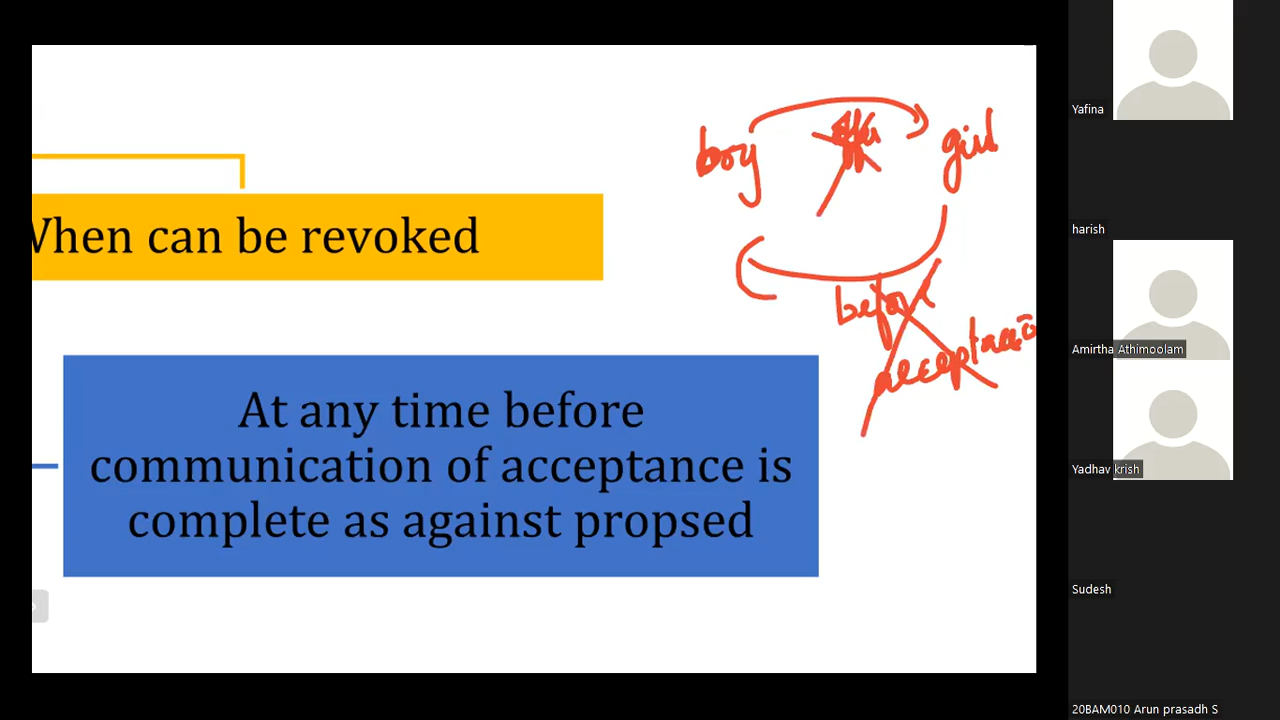 When can be revoked
At any time before
communication of acceptance is
complete as against propsed
boy
girl
before
Yafina
harish
Amirtha Athimoolam
Yadhav krish
Sudesh
20BAM010 Arun prasadh S